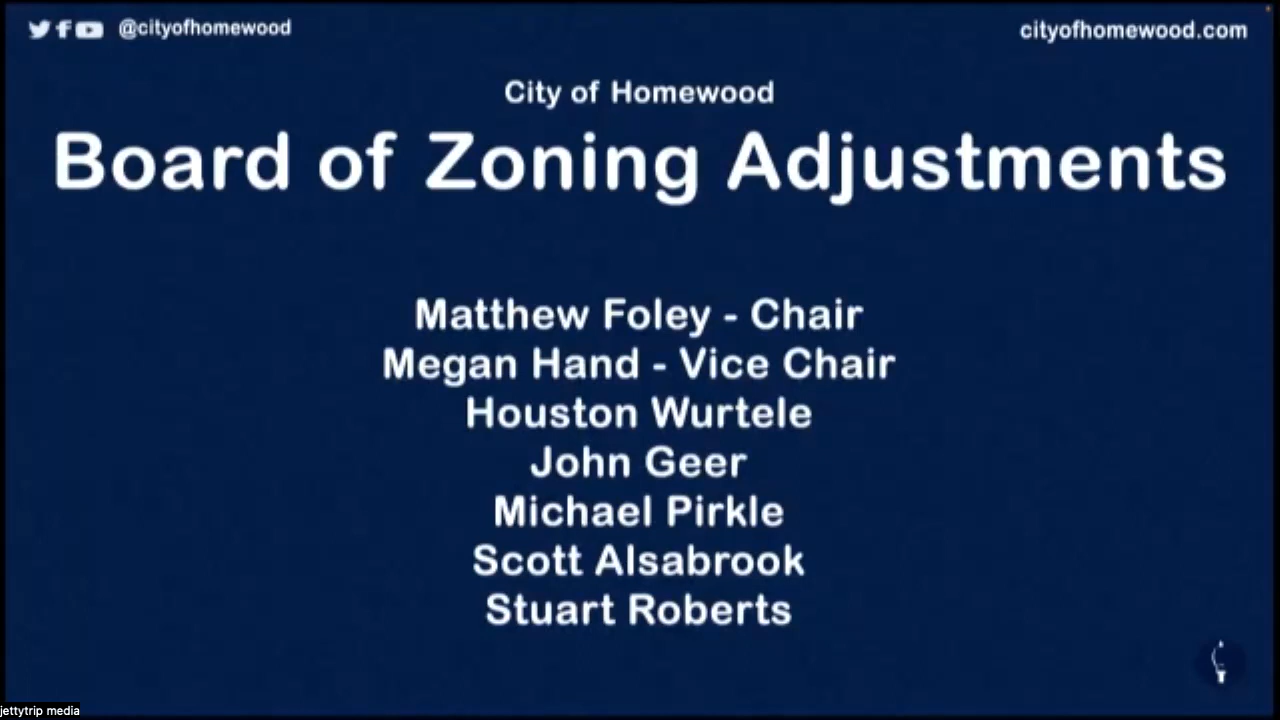 @cityofhomewood
cityofhomewood.com
City of Homewood
Board of Zoning Adjustments
Matthew Foley - Chair
Megan Hand - Vice Chair
Houston Wurtele
John Geer
Michael Pirkle
Scott Alsabrook
Stuart Roberts
jettytrip media